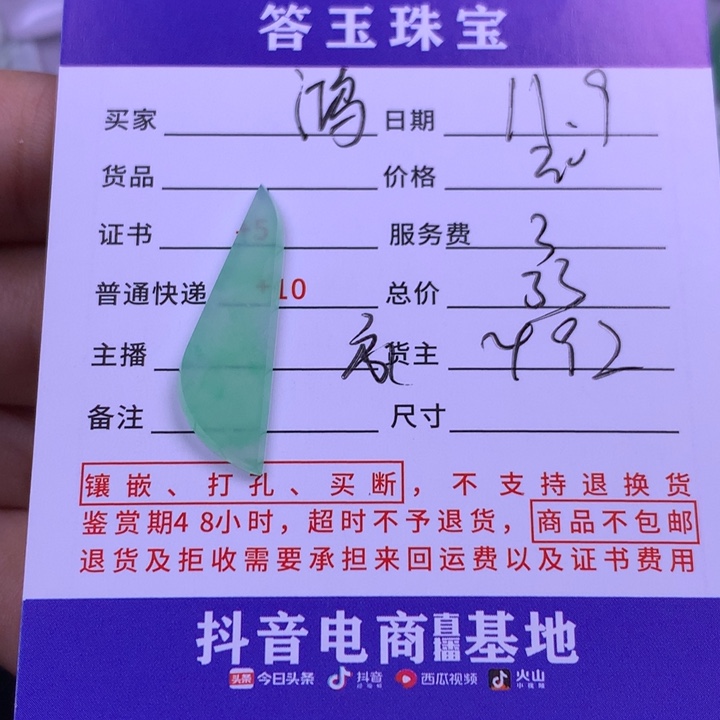 答玉珠宝
买家 鸿 日期 11.9
货品 价格 30
证书 +5 服务费 3
普通快递 +10 总价 33
主播 货主 492
备注 尺寸
镶嵌、打孔、买断，不支持退换货
鉴赏期48小时，超时不予退货，商品不包邮
退货及拒收需要承担来回运费以及证书费用
抖音电商直播基地
头条 今日头条 抖音 西瓜视频 火山